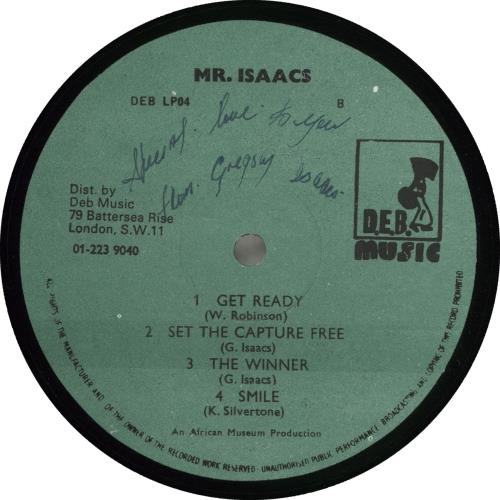 MR. ISAACS
DEB LP04 B
Special love to you
from Gregory Isaacs
Dist. by
Deb Music
79 Battersea Rise
London, S.W.11
01-223 9040
D.E.B.
MUSIC
1 GET READY
(W. Robinson)
2 SET THE CAPTURE FREE
(G. Isaacs)
3 THE WINNER
(G. Isaacs)
4 SMILE
(K. Silvertone)
An African Museum Production
ALL RIGHTS OF THE MANUFACTURER AND OF THE OWNER OF THE RECORDED WORK RESERVED · UNAUTHORISED PUBLIC PERFORMANCE BROADCASTING AND COPYING OF THIS RECORD PROHIBITED